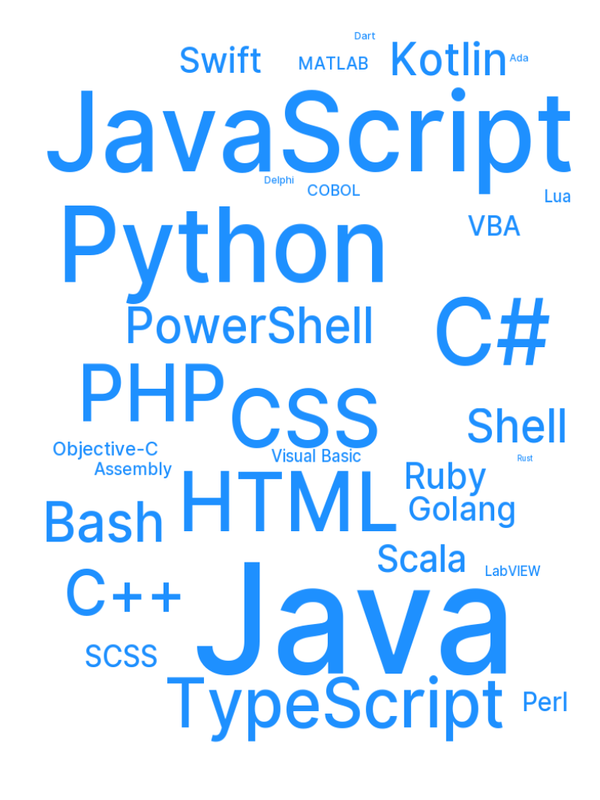 Dart
Swift
MATLAB
Kotlin
Ada
JavaScript
Delphi
COBOL
Lua
Python
VBA
PowerShell
C#
PHP
CSS
Shell
Objective-C
Visual Basic
Rust
Assembly
HTML
Ruby
Golang
Bash
Scala
LabVIEW
C++
Java
SCSS
TypeScript
Perl